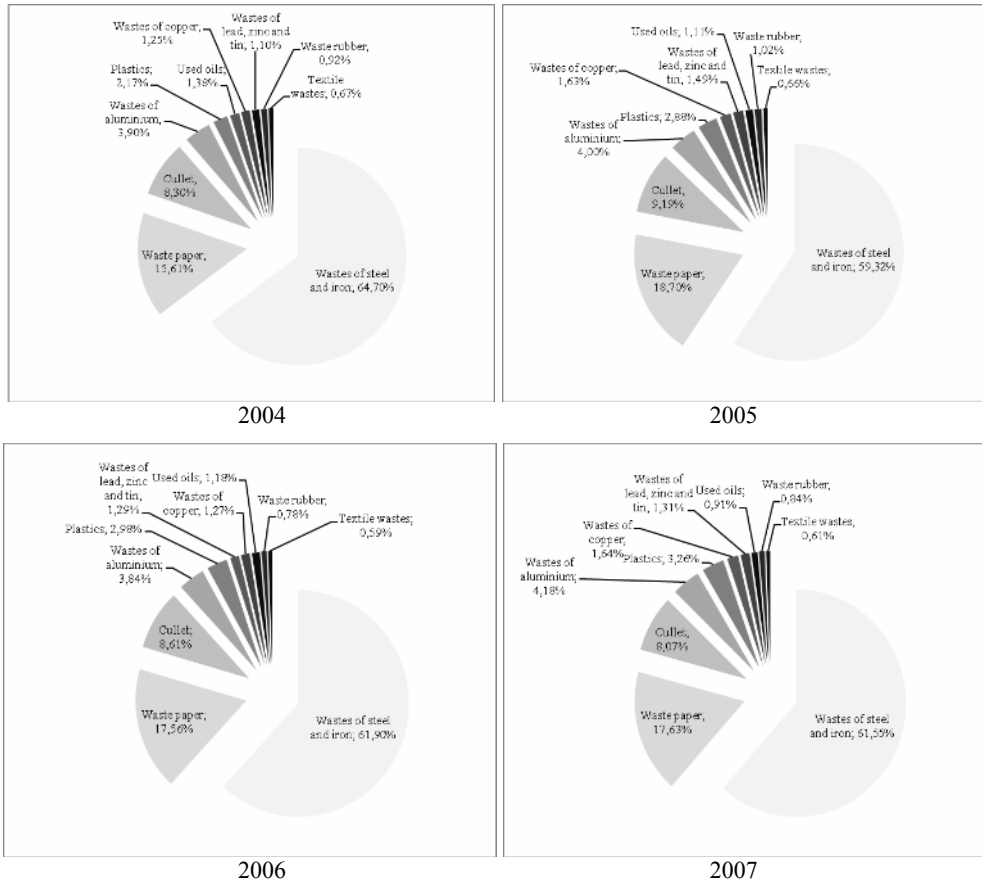 Wastes of copper;
1,25%
Wastes of
lead, zinc and
tin; 1,10%
Waste rubber;
0,92%
Plastics;
2,17%
Used oils;
1,38%
Textile
wastes; 0,67%
Wastes of
aluminium,
3,90%
Cullet,
8,30%
Waste paper;
15,61%
Wastes of steel
and iron; 64,70%
2004
Used oils; 1,11%
Waste rubber;
1,02%
Wastes of
lead, zinc and
tin; 1,49%
Textile wastes;
0,66%
Wastes of copper;
1,63%
Plastics; 2,88%
Wastes of
aluminium;
4,00%
Cullet;
9,19%
Waste paper;
18,70%
Wastes of steel
and iron; 59,32%
2005
Wastes of
lead, zinc
and tin,
1,29%
Used oils; 1,18%
Wastes of
copper; 1,27%
Waste rubber;
0,78%
Textile wastes;
0,59%
Plastics; 2,98%
Wastes of
aluminium;
3,84%
Cullet;
8,61%
Waste paper;
17,56%
Wastes of steel
and iron; 61,90%
2006
Wastes of
lead, zinc and
tin, 1,31%
Used oils;
0,91%
Waste rubber;
0,84%
Textile wastes;
0,61%
Wastes of
copper;
1,64%
Plastics; 3,26%
Wastes of
aluminium;
4,18%
Cullet;
8,07%
Waste paper;
17,63%
Wastes of steel
and iron; 61,55%
2007